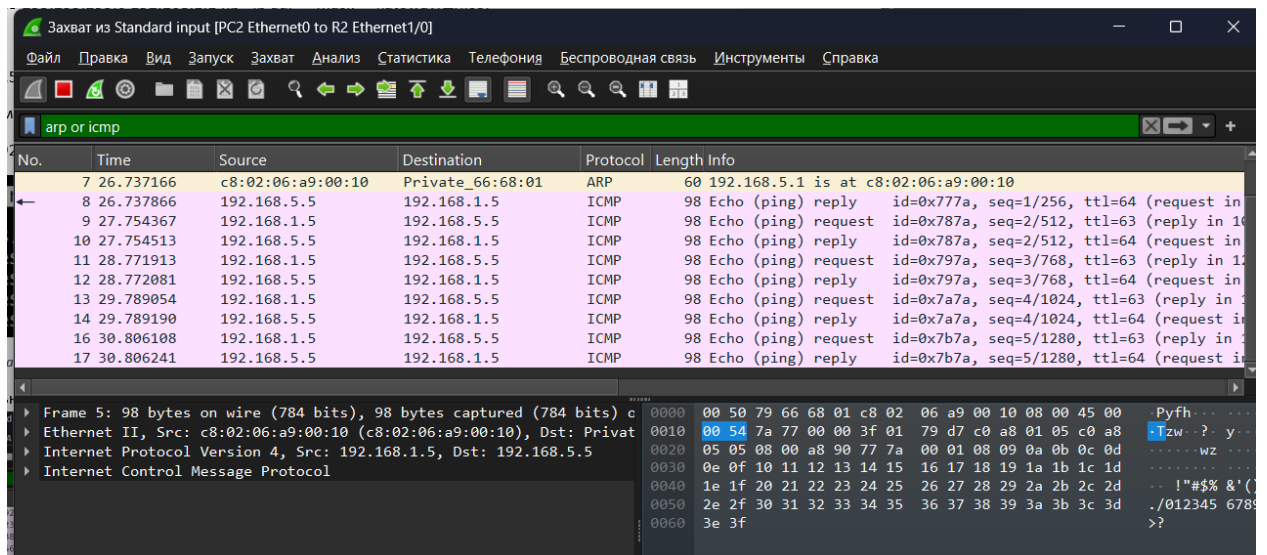 Захват из Standard input [PC2 Ethernet0 to R2 Ethernet1/0]
Файл Правка Вид Запуск Захват Анализ Статистика Телефония Беспроводная связь Инструменты Справка
arp or icmp
No. Time Source Destination Protocol Length Info
7 26.737166 c8:02:06:a9:00:10 Private_66:68:01 ARP 60 192.168.5.1 is at c8:02:06:a9:00:10
8 26.737866 192.168.5.5 192.168.1.5 ICMP 98 Echo (ping) reply id=0x777a, seq=1/256, ttl=64 (request in
9 27.754367 192.168.1.5 192.168.5.5 ICMP 98 Echo (ping) request id=0x787a, seq=2/512, ttl=63 (reply in 10
10 27.754513 192.168.5.5 192.168.1.5 ICMP 98 Echo (ping) reply id=0x787a, seq=2/512, ttl=64 (request in
11 28.771913 192.168.1.5 192.168.5.5 ICMP 98 Echo (ping) request id=0x797a, seq=3/768, ttl=63 (reply in 12
12 28.772081 192.168.5.5 192.168.1.5 ICMP 98 Echo (ping) reply id=0x797a, seq=3/768, ttl=64 (request in
13 29.789054 192.168.1.5 192.168.5.5 ICMP 98 Echo (ping) request id=0x7a7a, seq=4/1024, ttl=63 (reply in
14 29.789190 192.168.5.5 192.168.1.5 ICMP 98 Echo (ping) reply id=0x7a7a, seq=4/1024, ttl=64 (request in
16 30.806108 192.168.1.5 192.168.5.5 ICMP 98 Echo (ping) request id=0x7b7a, seq=5/1280, ttl=63 (reply in
17 30.806241 192.168.5.5 192.168.1.5 ICMP 98 Echo (ping) reply id=0x7b7a, seq=5/1280, ttl=64 (request in
Frame 5: 98 bytes on wire (784 bits), 98 bytes captured (784 bits) o
Ethernet II, Src: c8:02:06:a9:00:10 (c8:02:06:a9:00:10), Dst: Privat
Internet Protocol Version 4, Src: 192.168.1.5, Dst: 192.168.5.5
Internet Control Message Protocol
0000 00 50 79 66 68 01 c8 02 06 a9 00 10 08 00 45 00 ·Pyfh··· ····
0010 00 54 7a 77 00 00 3f 01 79 d7 c0 a8 01 05 c0 a8 ·Tzw··?· y···
0020 05 05 08 00 a8 90 77 7a 00 01 08 09 0a 0b 0c 0d ······wz ····
0030 0e 0f 10 11 12 13 14 15 16 17 18 19 1a 1b 1c 1d ········ ····
0040 1e 1f 20 21 22 23 24 25 26 27 28 29 2a 2b 2c 2d ·· !"#$% &'()
0050 2e 2f 30 31 32 33 34 35 36 37 38 39 3a 3b 3c 3d ./012345 6789
0060 3e 3f >?